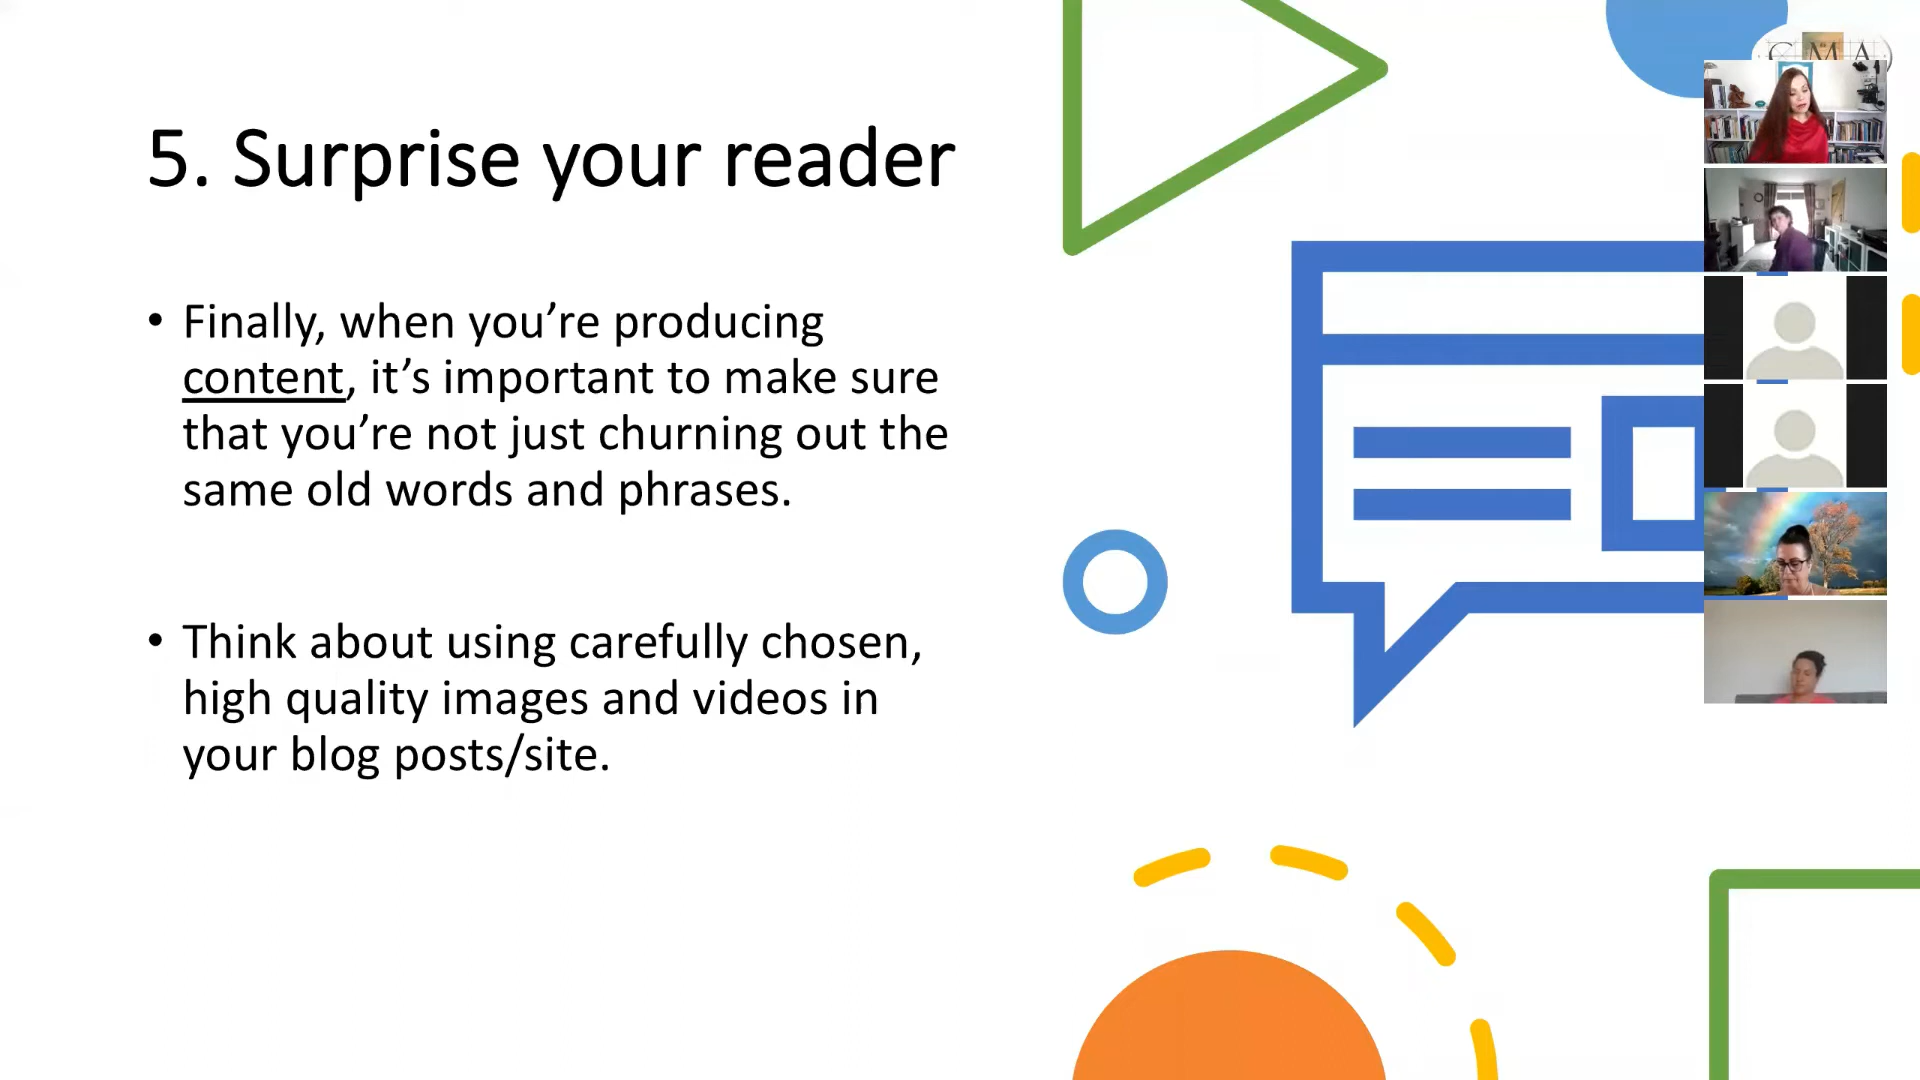 CMA
5. Surprise your reader
• Finally, when you’re producing
content, it’s important to make sure
that you’re not just churning out the
same old words and phrases.
• Think about using carefully chosen,
high quality images and videos in
your blog posts/site.